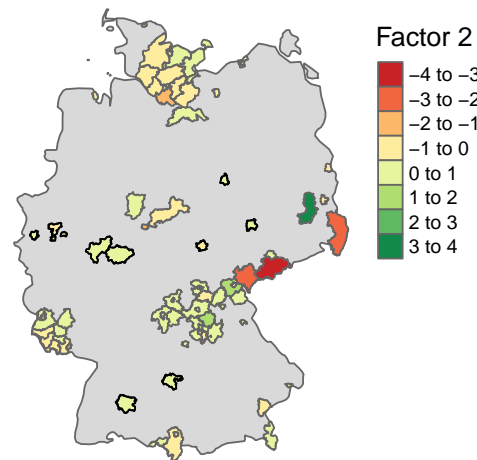 Factor 2
−4 to −3
−3 to −2
−2 to −1
−1 to 0
0 to 1
1 to 2
2 to 3
3 to 4